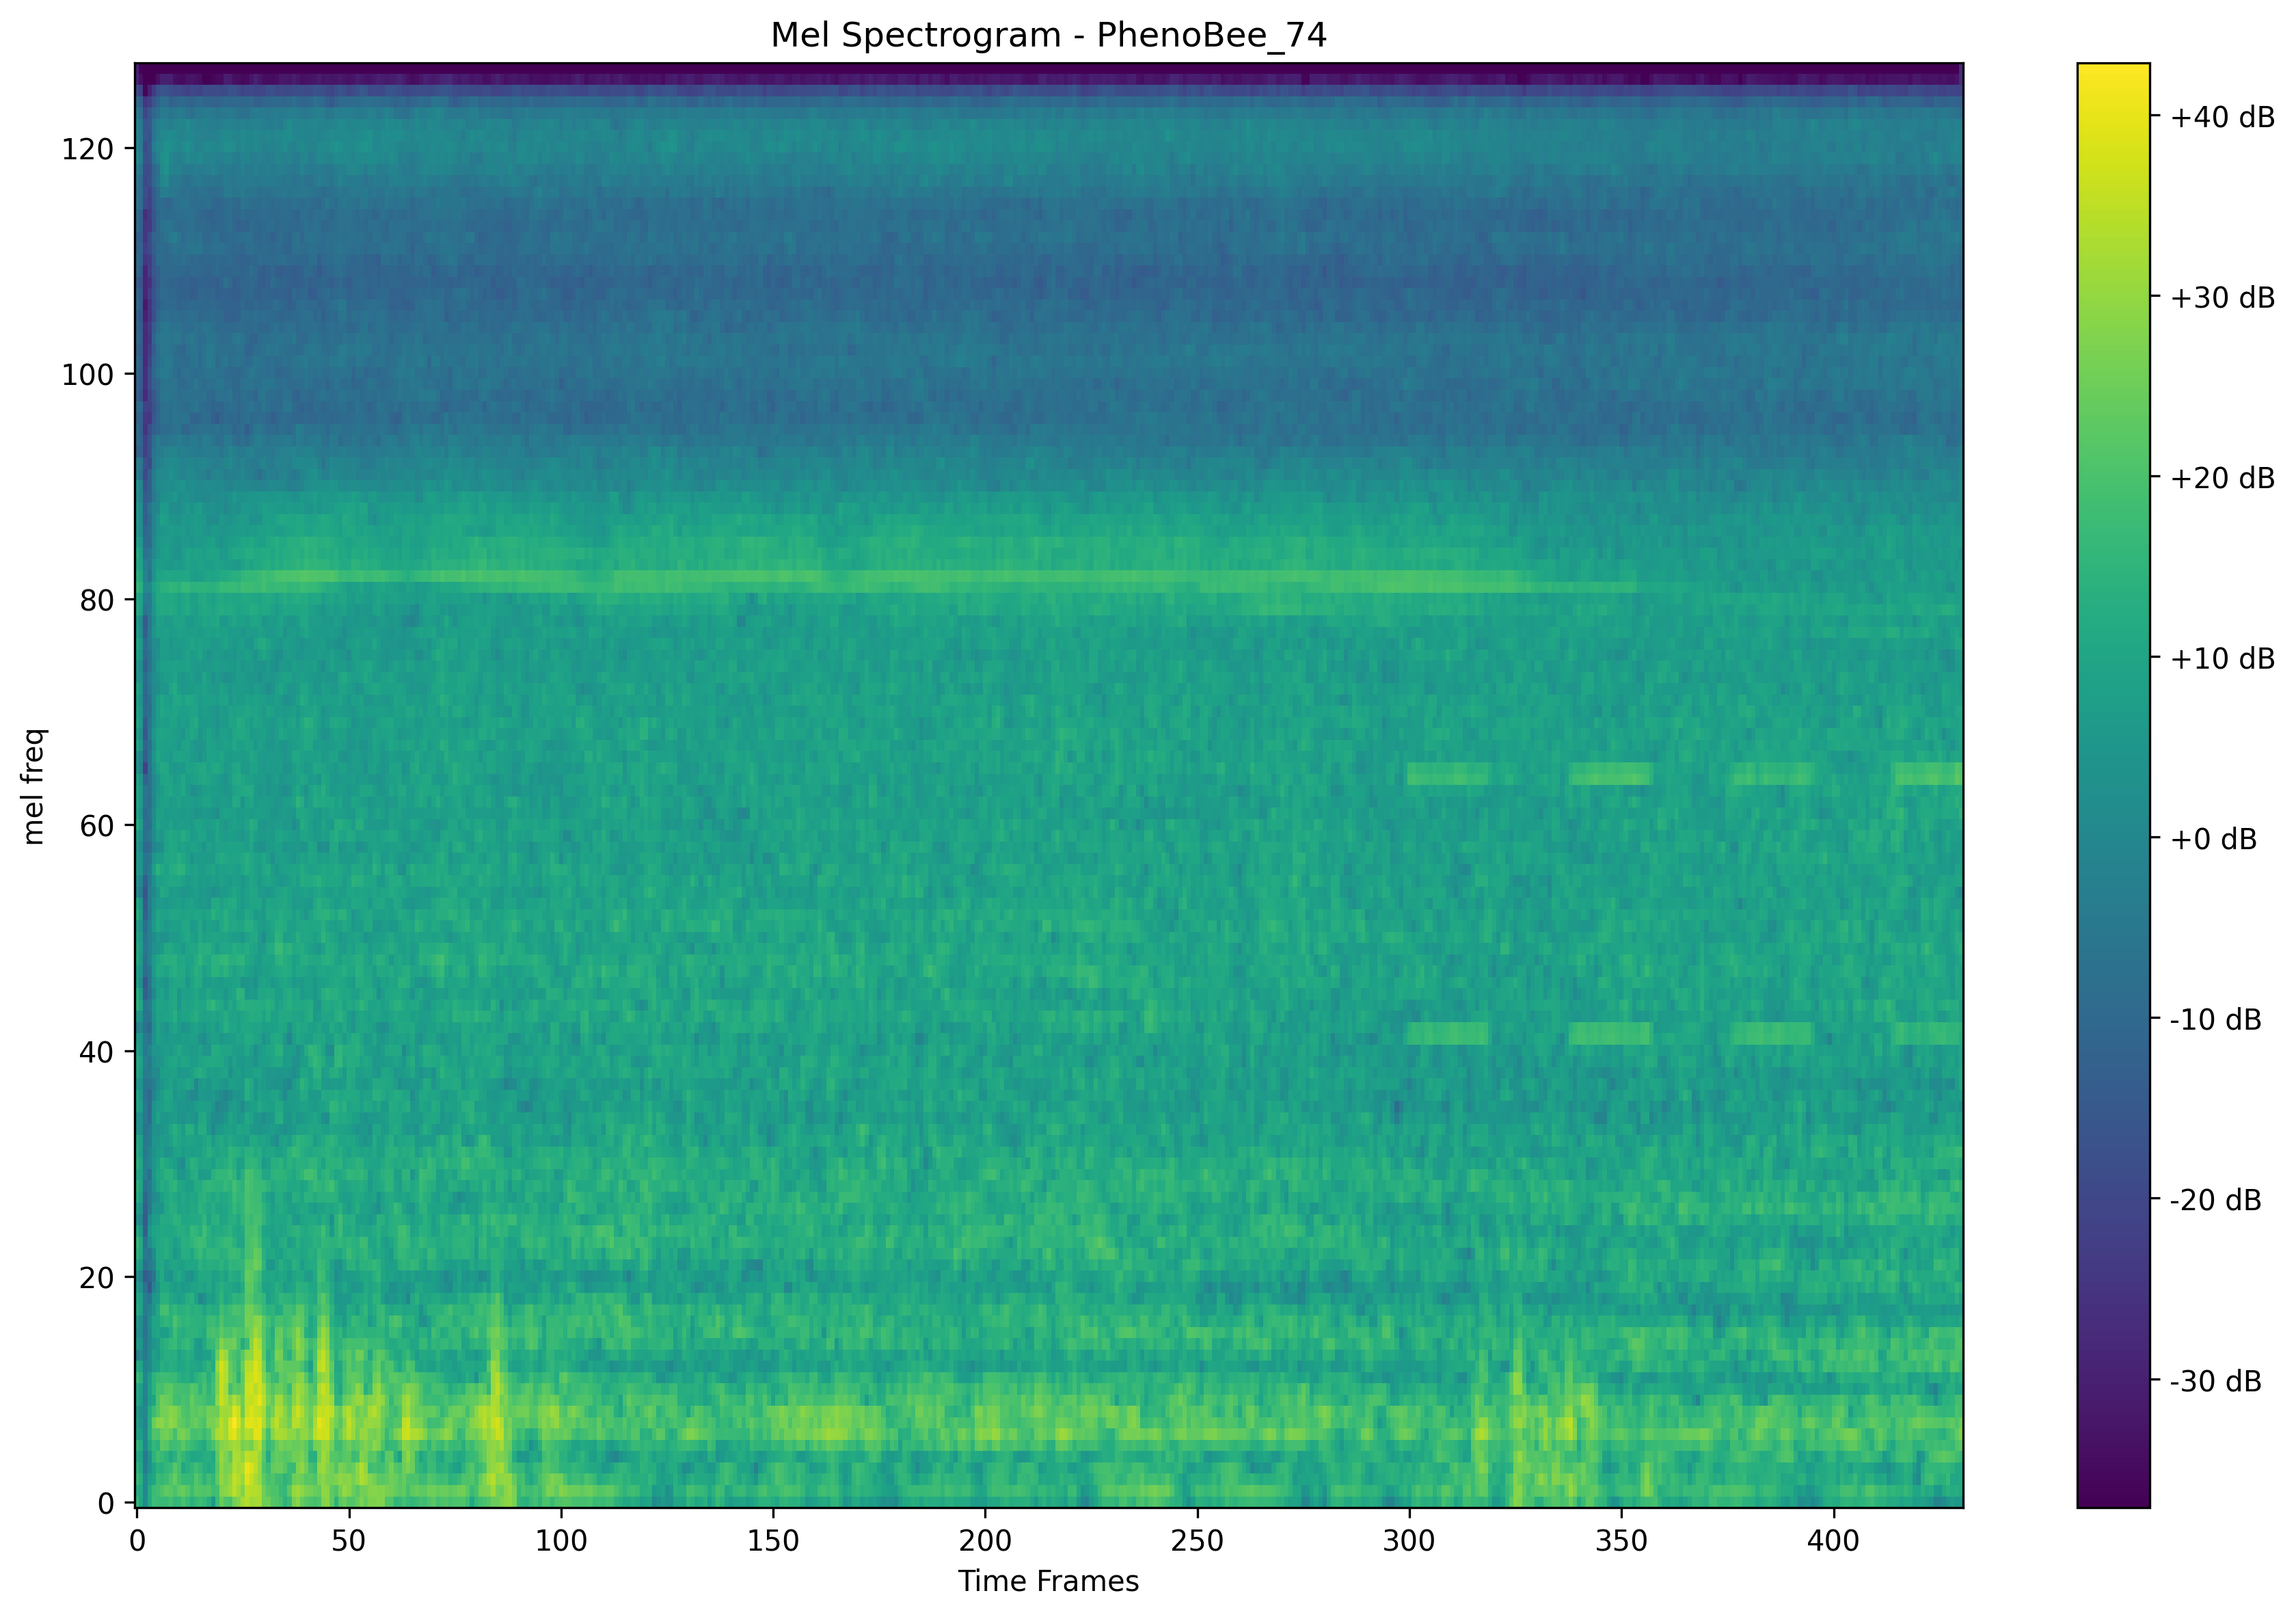 Mel Spectrogram - PhenoBee_74
mel freq
120
100
80
60
40
20
0
0 50 100 150 200 250 300 350 400
Time Frames
+40 dB
+30 dB
+20 dB
+10 dB
+0 dB
-10 dB
-20 dB
-30 dB